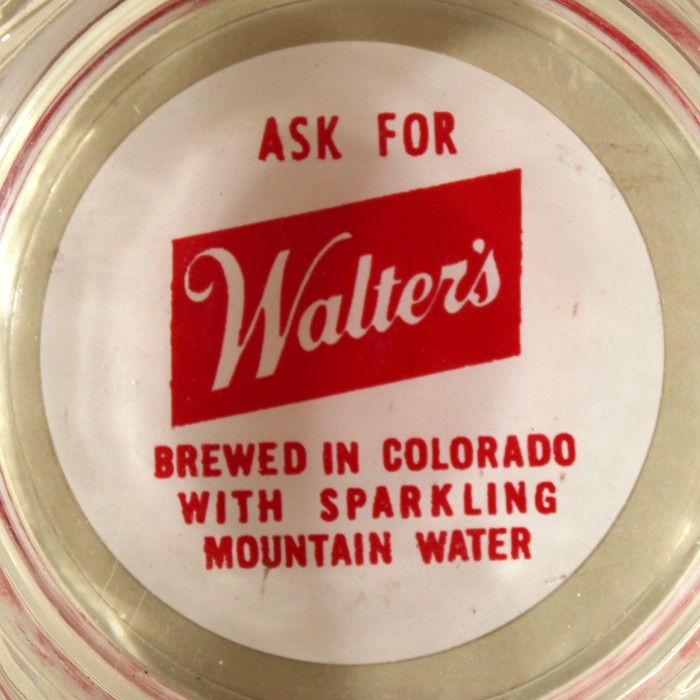 ASK FOR
Walter's
BREWED IN COLORADO
WITH SPARKLING
MOUNTAIN WATER